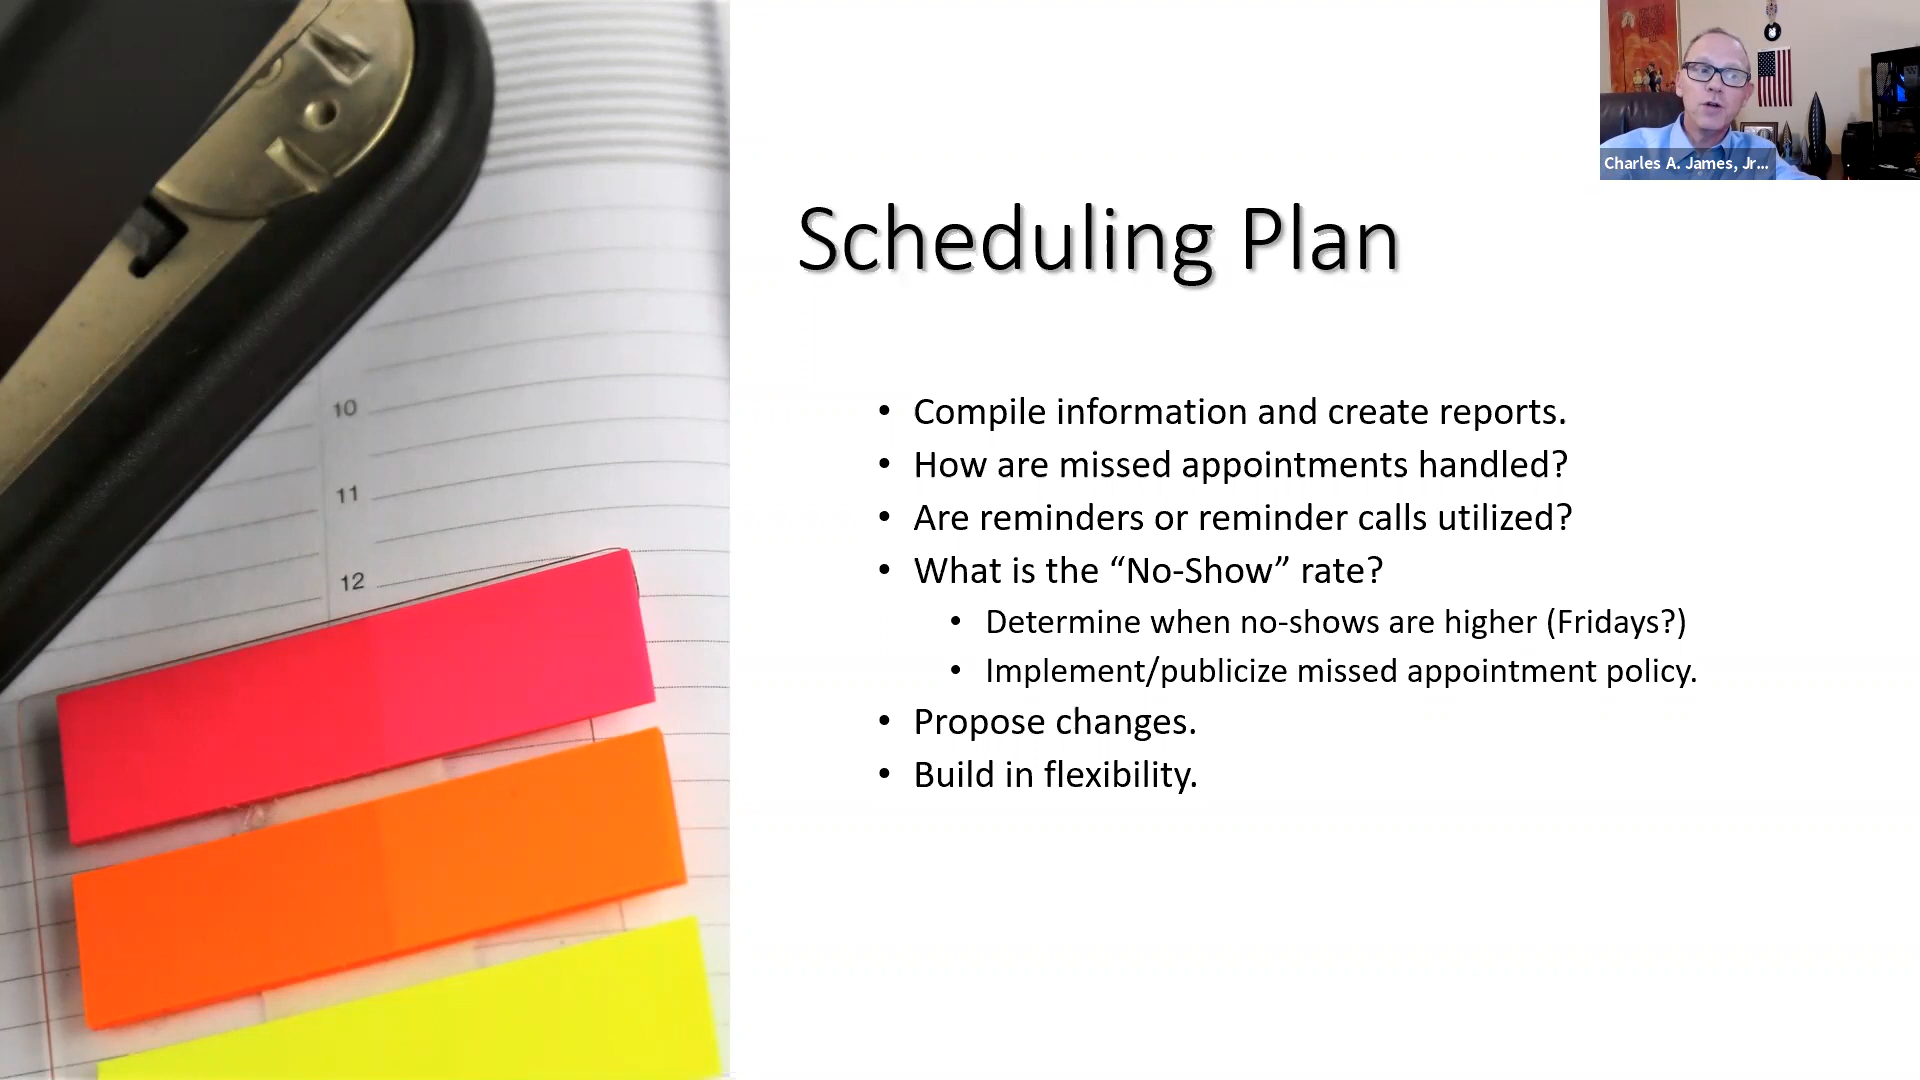 Charles A. James, Jr...
Scheduling Plan
• Compile information and create reports.
• How are missed appointments handled?
• Are reminders or reminder calls utilized?
• What is the “No-Show” rate?
• Determine when no-shows are higher (Fridays?)
• Implement/publicize missed appointment policy.
• Propose changes.
• Build in flexibility.
10
11
12